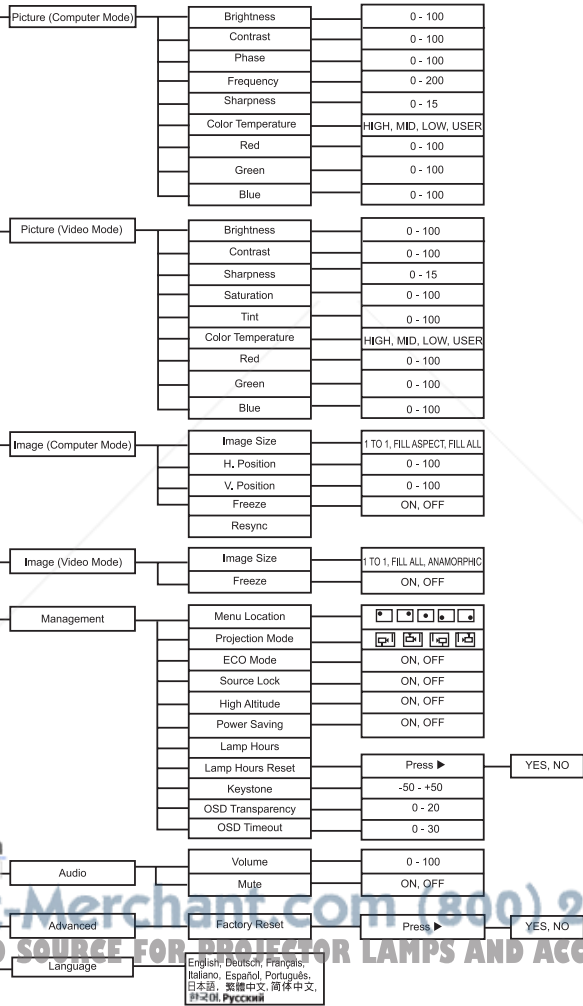 Picture (Computer Mode)
Brightness 0 - 100
Contrast 0 - 100
Phase 0 - 100
Frequency 0 - 200
Sharpness 0 - 15
Color Temperature HIGH, MID, LOW, USER
Red 0 - 100
Green 0 - 100
Blue 0 - 100
Picture (Video Mode)
Brightness 0 - 100
Contrast 0 - 100
Sharpness 0 - 15
Saturation 0 - 100
Tint 0 - 100
Color Temperature HIGH, MID, LOW, USER
Red 0 - 100
Green 0 - 100
Blue 0 - 100
Image (Computer Mode)
Image Size 1 TO 1, FILL ASPECT, FILL ALL
H. Position 0 - 100
V. Position 0 - 100
Freeze ON, OFF
Resync
Image (Video Mode)
Image Size 1 TO 1, FILL ALL, ANAMORPHIC
Freeze ON, OFF
Management
Menu Location
Projection Mode
ECO Mode ON, OFF
Source Lock ON, OFF
High Altitude ON, OFF
Power Saving ON, OFF
Lamp Hours
Lamp Hours Reset Press ▶ YES, NO
Keystone -50 - +50
OSD Transparency 0 - 20
OSD Timeout 0 - 30
Audio
Volume 0 - 100
Mute ON, OFF
-Merchant.com (800) 2
Advanced Factory Reset Press ▶ YES, NO
SOURCE FOR PROJECTOR LAMPS AND ACC
Language
English, Deutsch, Français,
Italiano, Español, Português,
日本語, 繁體中文, 简体中文,
한국어, Русский